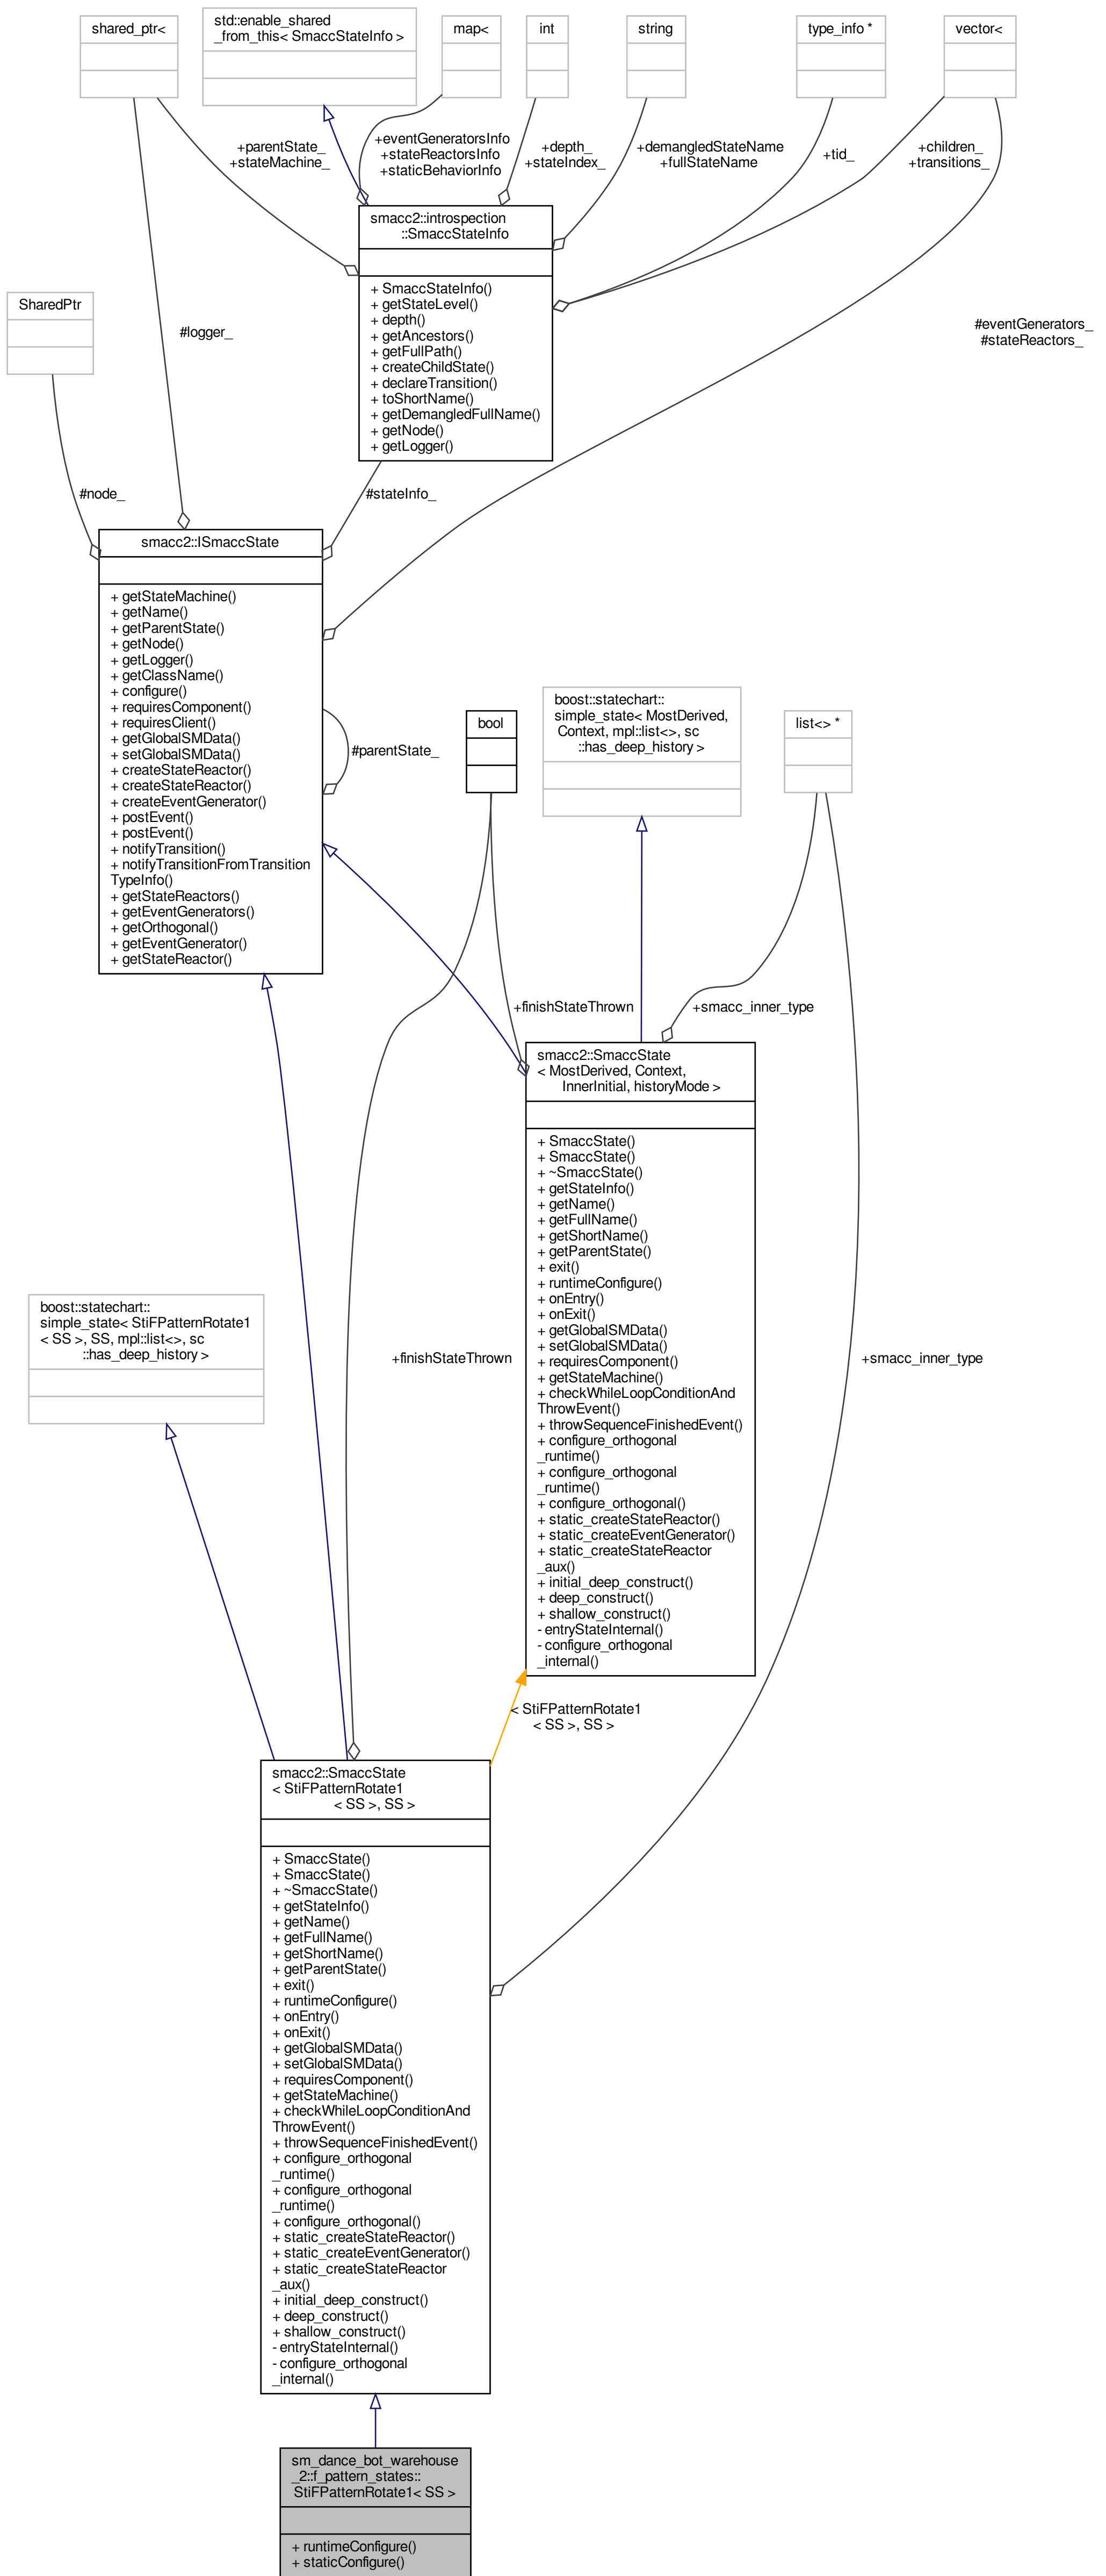 shared_ptr<
std::enable_shared
_from_this< SmaccStateInfo >
map<
int
string
type_info *
vector<
+parentState_
+stateMachine_
+eventGeneratorsInfo
+stateReactorsInfo
+staticBehaviorInfo
+depth_
+stateIndex_
+demangledStateName
+fullStateName
+tid_
+children_
+transitions_
smacc2::introspection
::SmaccStateInfo
+ SmaccStateInfo()
+ getStateLevel()
+ depth()
+ getAncestors()
+ getFullPath()
+ createChildState()
+ declareTransition()
+ toShortName()
+ getDemangledFullName()
+ getNode()
+ getLogger()
SharedPtr
#logger_
#eventGenerators_
#stateReactors_
#node_
#stateInfo_
smacc2::ISmaccState
+ getStateMachine()
+ getName()
+ getParentState()
+ getNode()
+ getLogger()
+ getClassName()
+ configure()
+ requiresComponent()
+ requiresClient()
+ getGlobalSMData()
+ setGlobalSMData()
+ createStateReactor()
+ createStateReactor()
+ createEventGenerator()
+ postEvent()
+ postEvent()
+ notifyTransition()
+ notifyTransitionFromTransition
TypeInfo()
+ getStateReactors()
+ getEventGenerators()
+ getOrthogonal()
+ getEventGenerator()
+ getStateReactor()
#parentState_
bool
boost::statechart::
simple_state< MostDerived,
Context, mpl::list<>, sc
::has_deep_history >
list<> *
+finishStateThrown
+smacc_inner_type
smacc2::SmaccState
< MostDerived, Context,
InnerInitial, historyMode >
+ SmaccState()
+ SmaccState()
+ ~SmaccState()
+ getStateInfo()
+ getName()
+ getFullName()
+ getShortName()
+ getParentState()
+ exit()
+ runtimeConfigure()
+ onEntry()
+ onExit()
+ getGlobalSMData()
+ setGlobalSMData()
+ requiresComponent()
+ getStateMachine()
+ checkWhileLoopConditionAnd
ThrowEvent()
+ throwSequenceFinishedEvent()
+ configure_orthogonal
_runtime()
+ configure_orthogonal
_runtime()
+ configure_orthogonal()
+ static_createStateReactor()
+ static_createEventGenerator()
+ static_createStateReactor
_aux()
+ initial_deep_construct()
+ deep_construct()
+ shallow_construct()
- entryStateInternal()
- configure_orthogonal
_internal()
boost::statechart::
simple_state< StiFPatternRotate1
< SS >, SS, mpl::list<>, sc
::has_deep_history >
+finishStateThrown
+smacc_inner_type
< StiFPatternRotate1
< SS >, SS >
smacc2::SmaccState
< StiFPatternRotate1
< SS >, SS >
+ SmaccState()
+ SmaccState()
+ ~SmaccState()
+ getStateInfo()
+ getName()
+ getFullName()
+ getShortName()
+ getParentState()
+ exit()
+ runtimeConfigure()
+ onEntry()
+ onExit()
+ getGlobalSMData()
+ setGlobalSMData()
+ requiresComponent()
+ getStateMachine()
+ checkWhileLoopConditionAnd
ThrowEvent()
+ throwSequenceFinishedEvent()
+ configure_orthogonal
_runtime()
+ configure_orthogonal
_runtime()
+ configure_orthogonal()
+ static_createStateReactor()
+ static_createEventGenerator()
+ static_createStateReactor
_aux()
+ initial_deep_construct()
+ deep_construct()
+ shallow_construct()
- entryStateInternal()
- configure_orthogonal
_internal()
sm_dance_bot_warehouse
_2::f_pattern_states::
StiFPatternRotate1< SS >
+ runtimeConfigure()
+ staticConfigure()